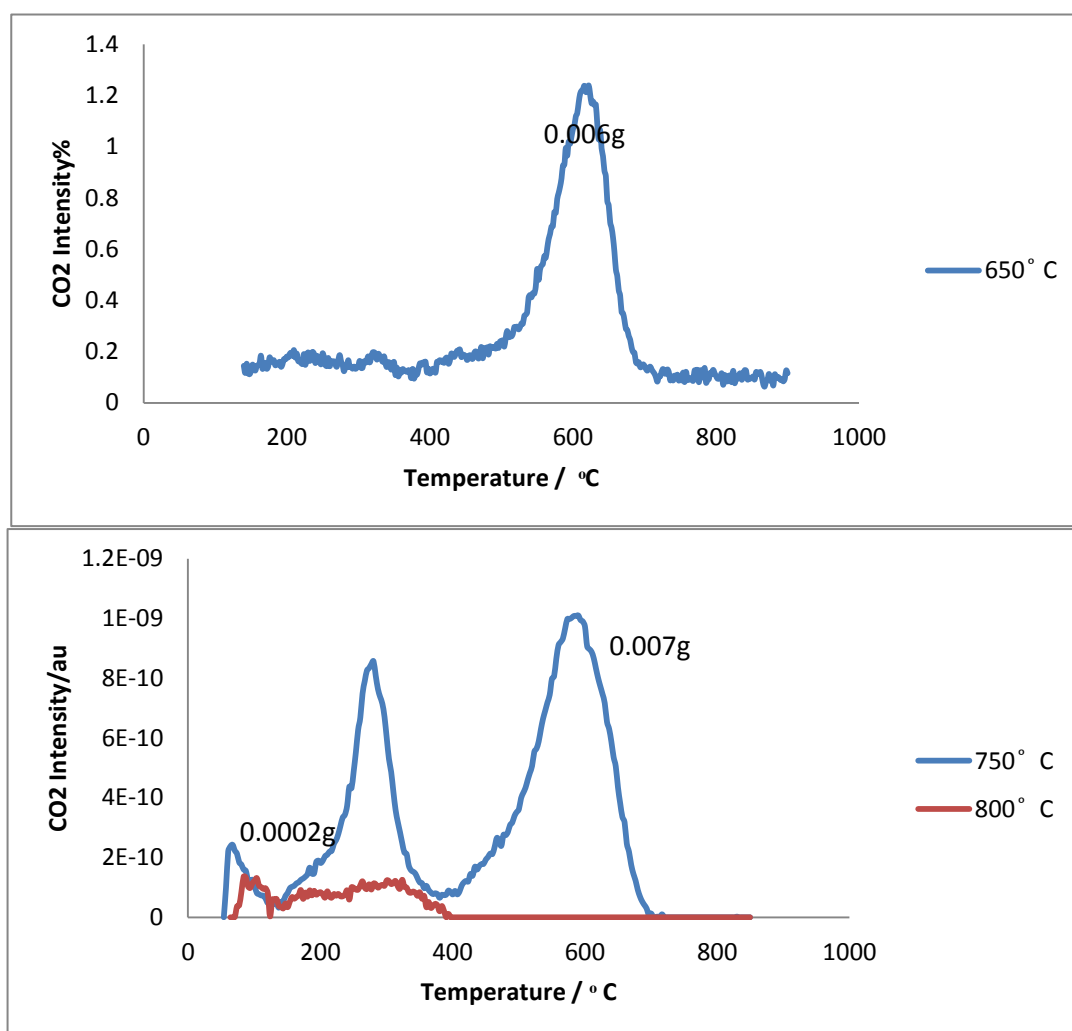 1.4
1.2
1
0.8
0.6
0.4
0.2
0
CO2 Intensity%
0.006g
650° C
0 200 400 600 800 1000
Temperature / °C
1.2E-09
1E-09
8E-10
6E-10
4E-10
2E-10
0
CO2 Intensity/au
0.007g
0.0002g
750° C
800° C
0 200 400 600 800 1000
Temperature / ° C